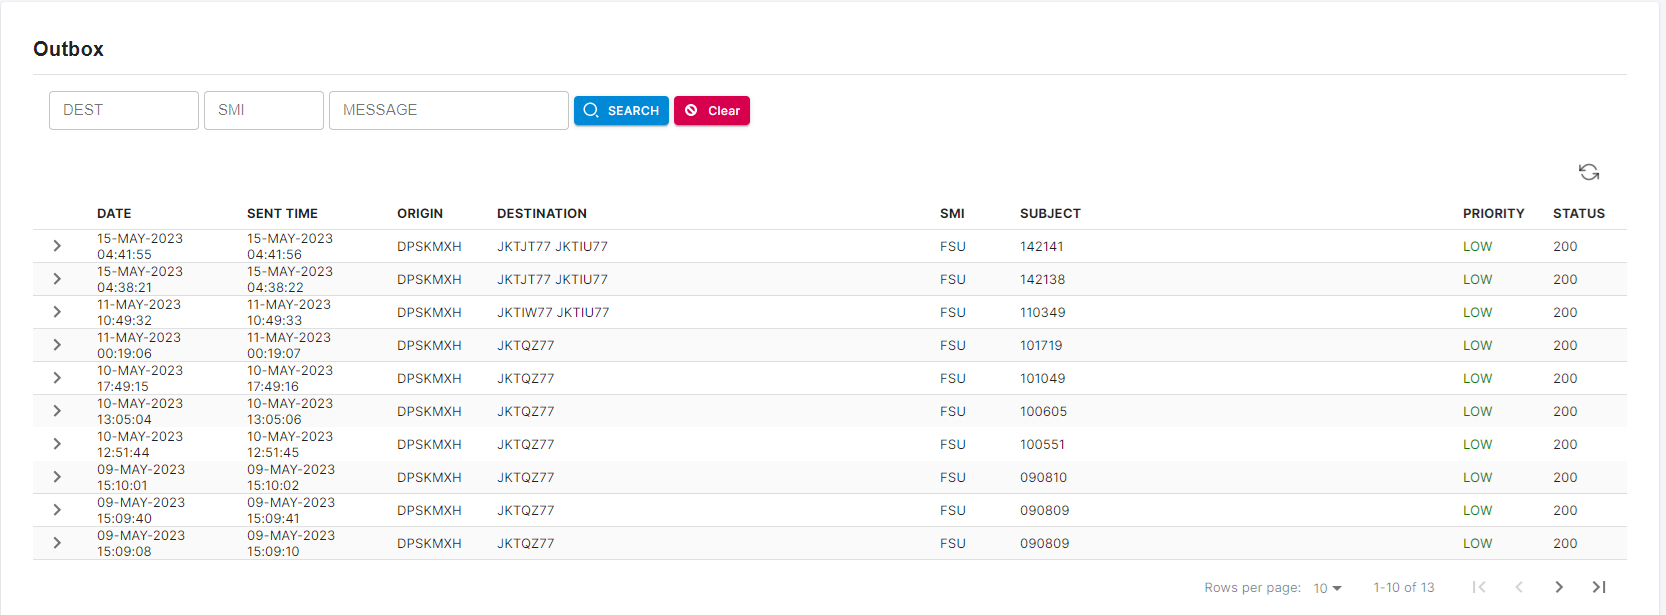 Outbox
DEST SMI MESSAGE SEARCH Clear
DATE SENT TIME ORIGIN DESTINATION SMI SUBJECT PRIORITY STATUS
15-MAY-2023 04:41:55 15-MAY-2023 04:41:56 DPSKMXH JKTJT77 JKTIU77 FSU 142141 LOW 200
15-MAY-2023 04:38:21 15-MAY-2023 04:38:22 DPSKMXH JKTJT77 JKTIU77 FSU 142138 LOW 200
11-MAY-2023 10:49:32 11-MAY-2023 10:49:33 DPSKMXH JKTIW77 JKTIU77 FSU 110349 LOW 200
11-MAY-2023 00:19:06 11-MAY-2023 00:19:07 DPSKMXH JKTQZ77 FSU 101719 LOW 200
10-MAY-2023 17:49:15 10-MAY-2023 17:49:16 DPSKMXH JKTQZ77 FSU 101049 LOW 200
10-MAY-2023 13:05:04 10-MAY-2023 13:05:06 DPSKMXH JKTQZ77 FSU 100605 LOW 200
10-MAY-2023 12:51:44 10-MAY-2023 12:51:45 DPSKMXH JKTQZ77 FSU 100551 LOW 200
09-MAY-2023 15:10:01 09-MAY-2023 15:10:02 DPSKMXH JKTQZ77 FSU 090810 LOW 200
09-MAY-2023 15:09:40 09-MAY-2023 15:09:41 DPSKMXH JKTQZ77 FSU 090809 LOW 200
09-MAY-2023 15:09:08 09-MAY-2023 15:09:10 DPSKMXH JKTQZ77 FSU 090809 LOW 200
Rows per page: 10 1-10 of 13